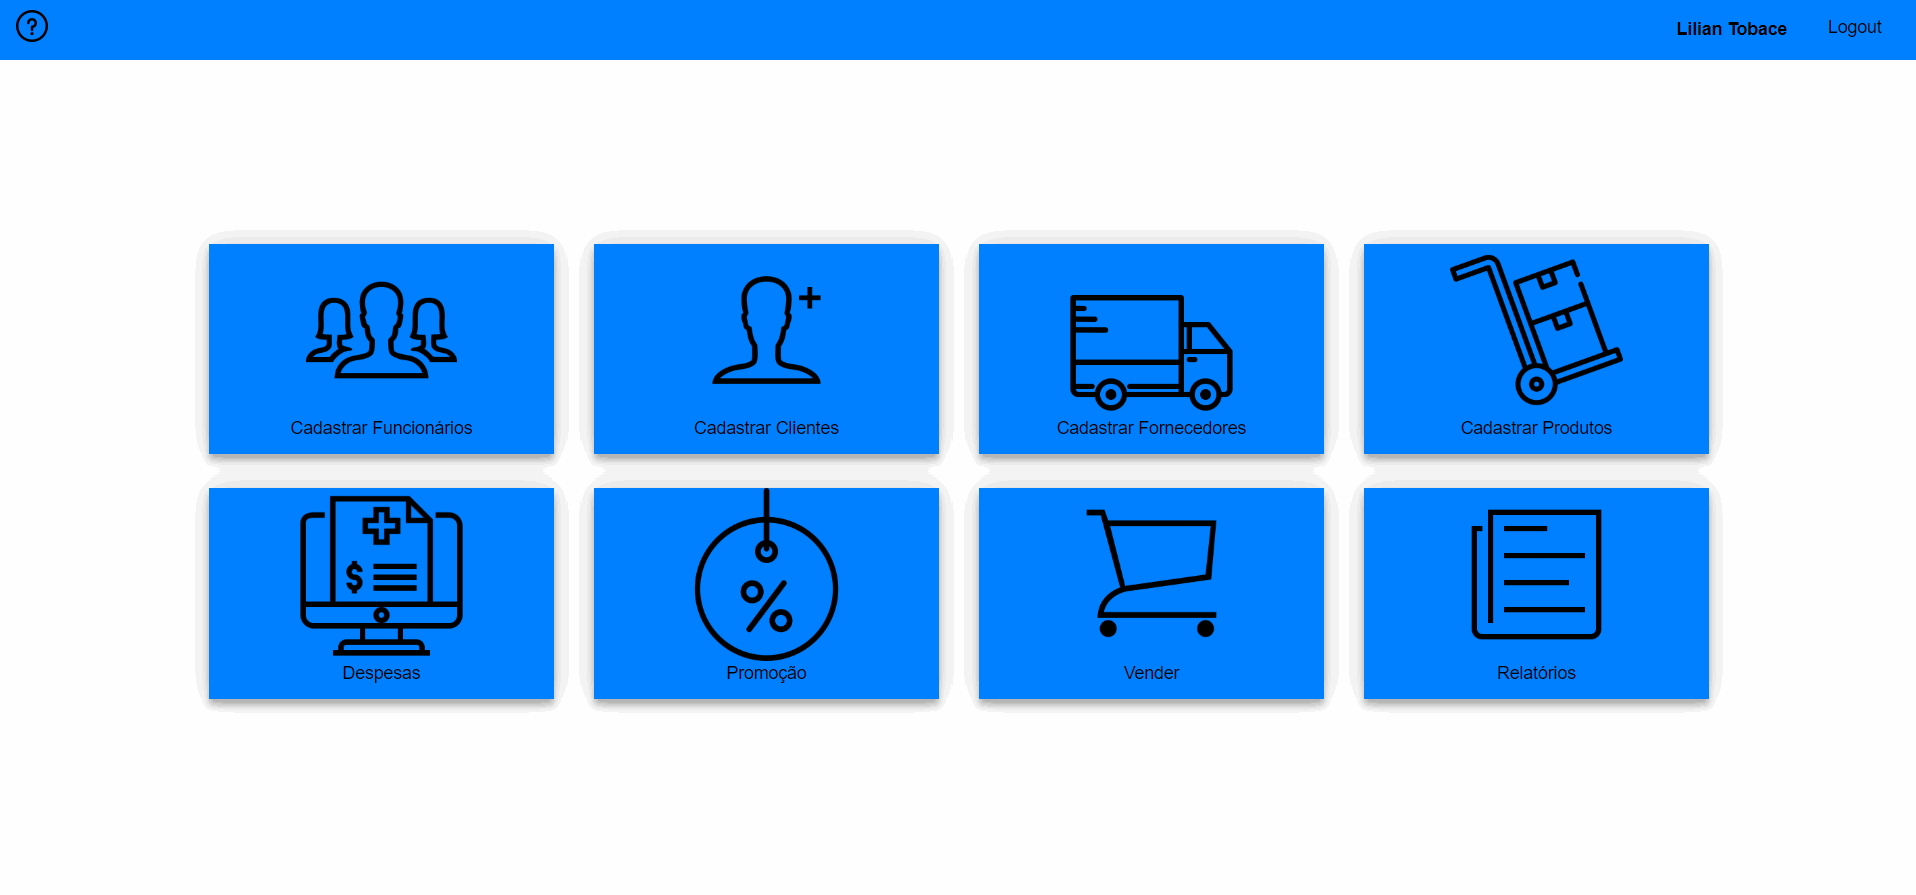 Lilian Tobace
Logout
Cadastrar Funcionários
Cadastrar Clientes
Cadastrar Fornecedores
Cadastrar Produtos
Despesas
Promoção
Vender
Relatórios